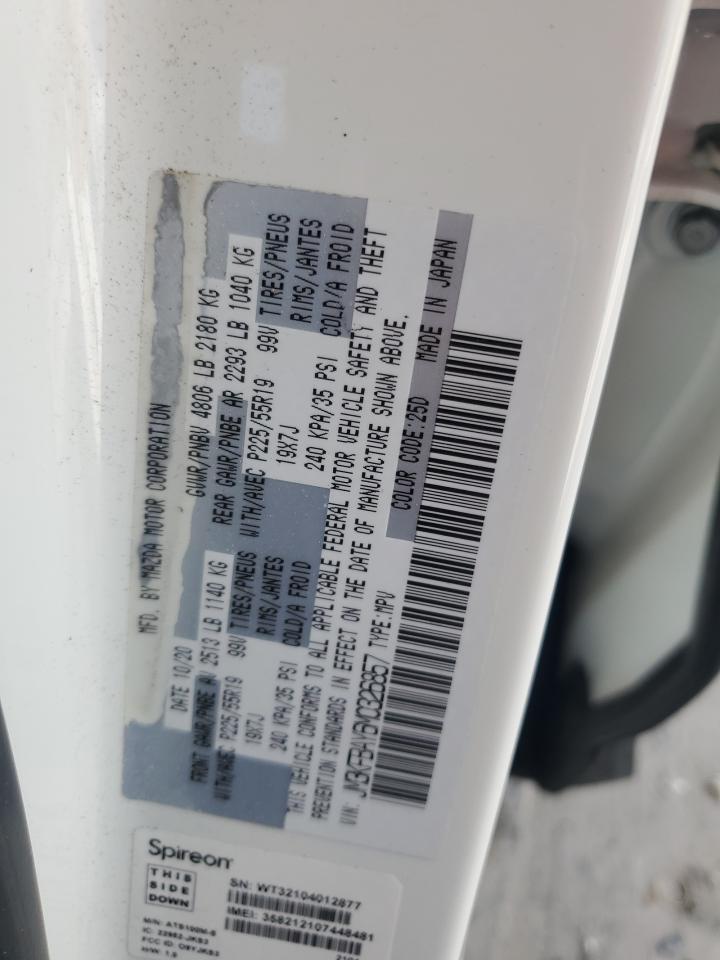 MFD. BY MAZDA MOTOR CORPORATION
DATE 10/20 GVWR/PNBV 4806 LB 2180 KG
FRONT GAWR/PNBE AV 2513 LB 1140 KG REAR GAWR/PNBE AR 2293 LB 1040 KG
WITH/AVEC P225/55R19 99V TIRES/PNEUS WITH/AVEC P225/55R19 99V TIRES/PNEUS
19X7J RIMS/JANTES 19X7J RIMS/JANTES
240 KPA/35 PSI COLD/A FROID 240 KPA/35 PSI COLD/A FROID
THIS VEHICLE CONFORMS TO ALL APPLICABLE FEDERAL MOTOR VEHICLE SAFETY AND THEFT
PREVENTION STANDARDS IN EFFECT ON THE DATE OF MANUFACTURE SHOWN ABOVE.
VIN: TYPE:MPV COLOR CODE:25D MADE IN JAPAN
Spireon
THIS
SIDE
DOWN
SN: WT32104012877
IMEI: 358212107448481